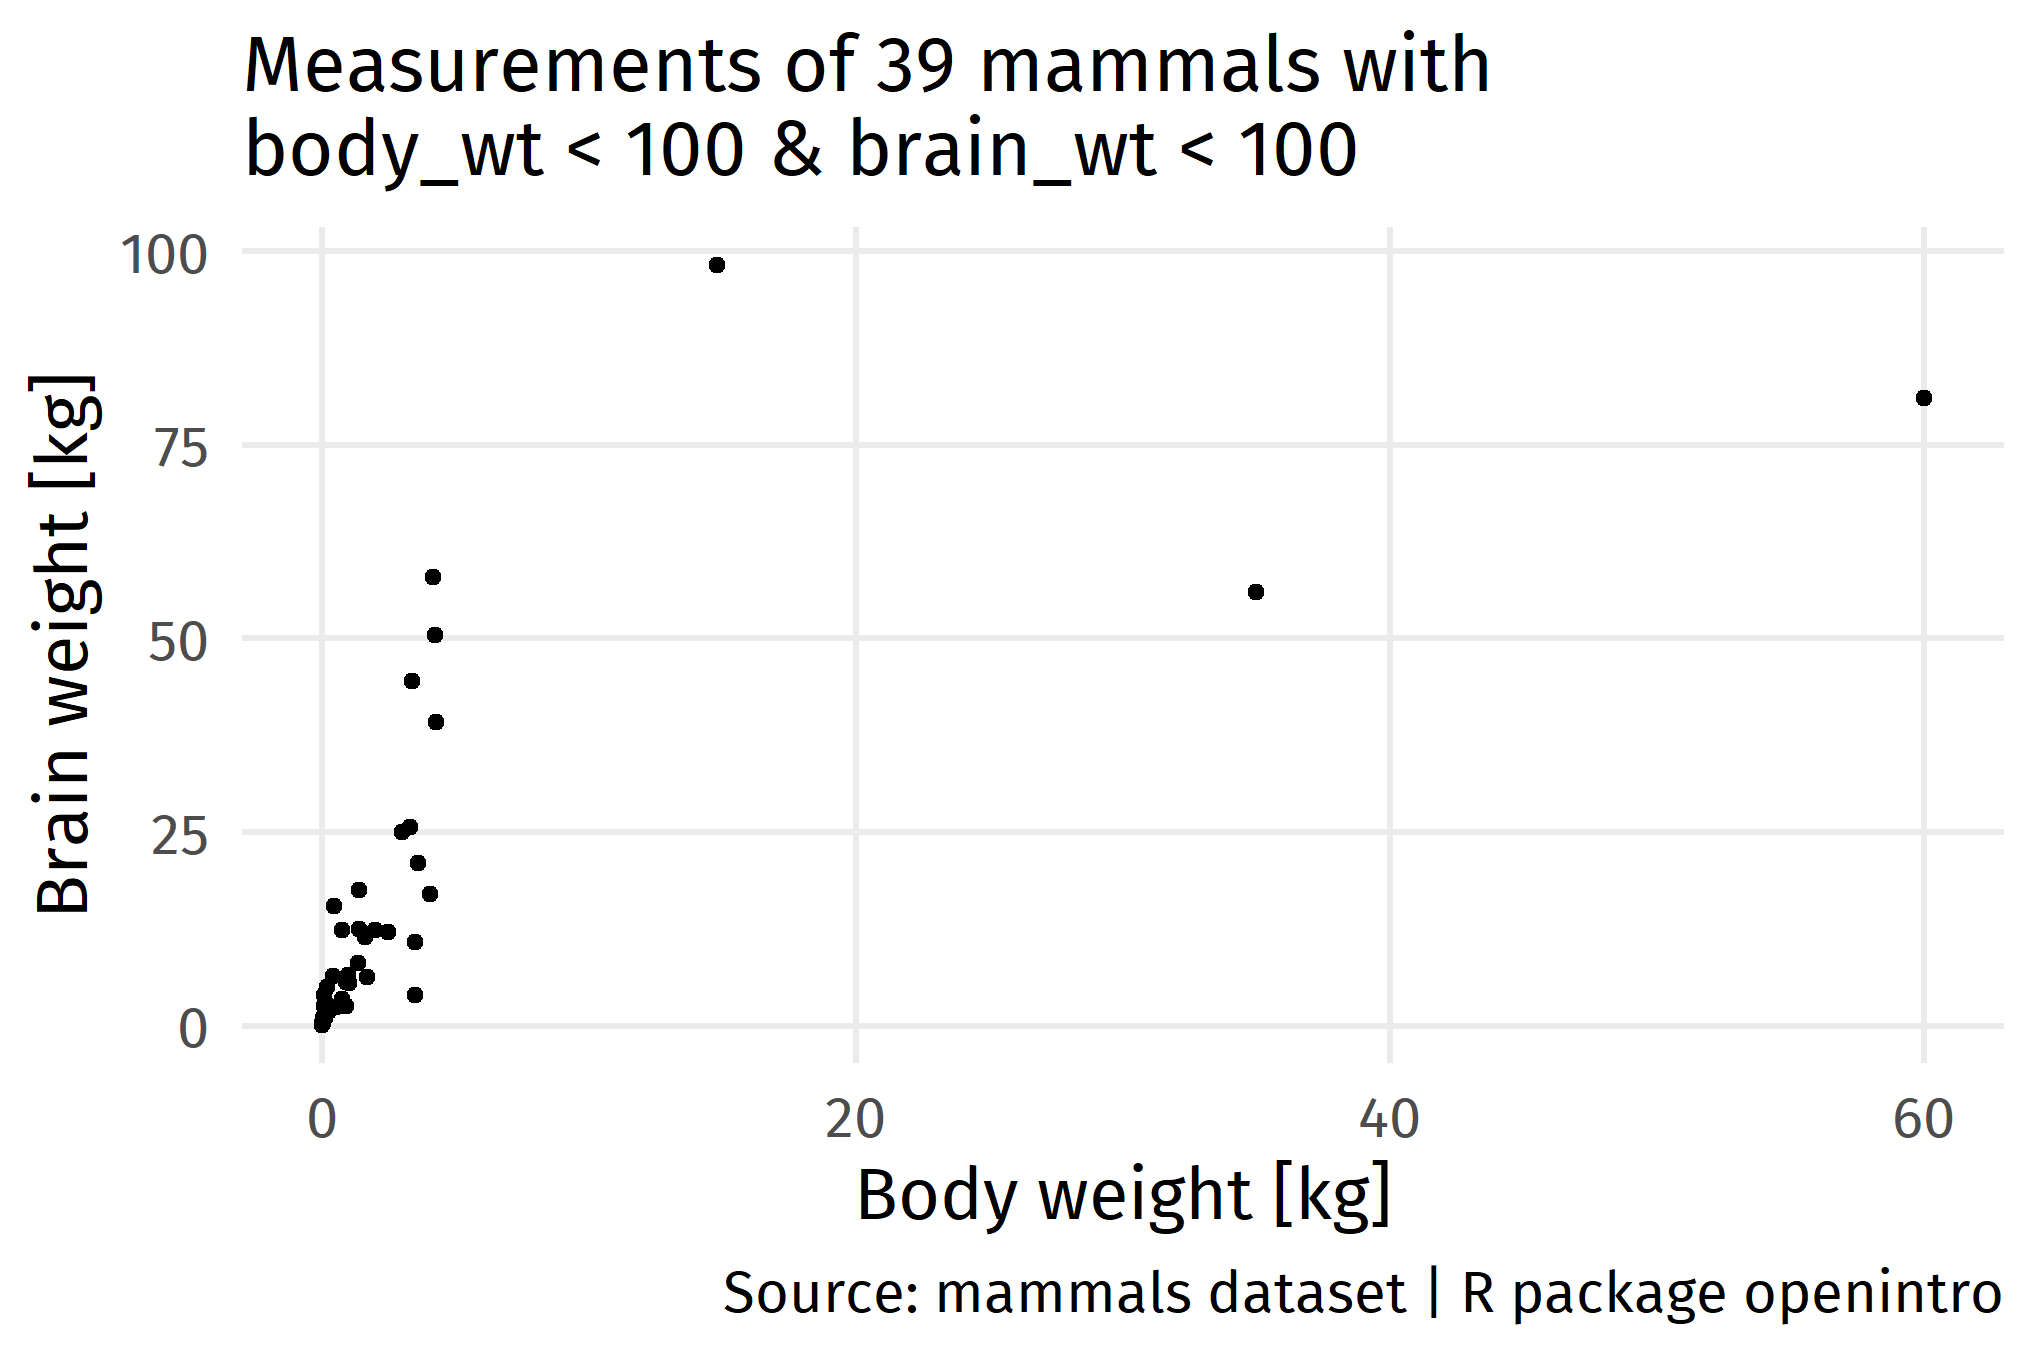 Measurements of 39 mammals with
body_wt < 100 & brain_wt < 100
Brain weight [kg]
100
75
50
25
0
0 20 40 60
Body weight [kg]
Source: mammals dataset | R package openintro